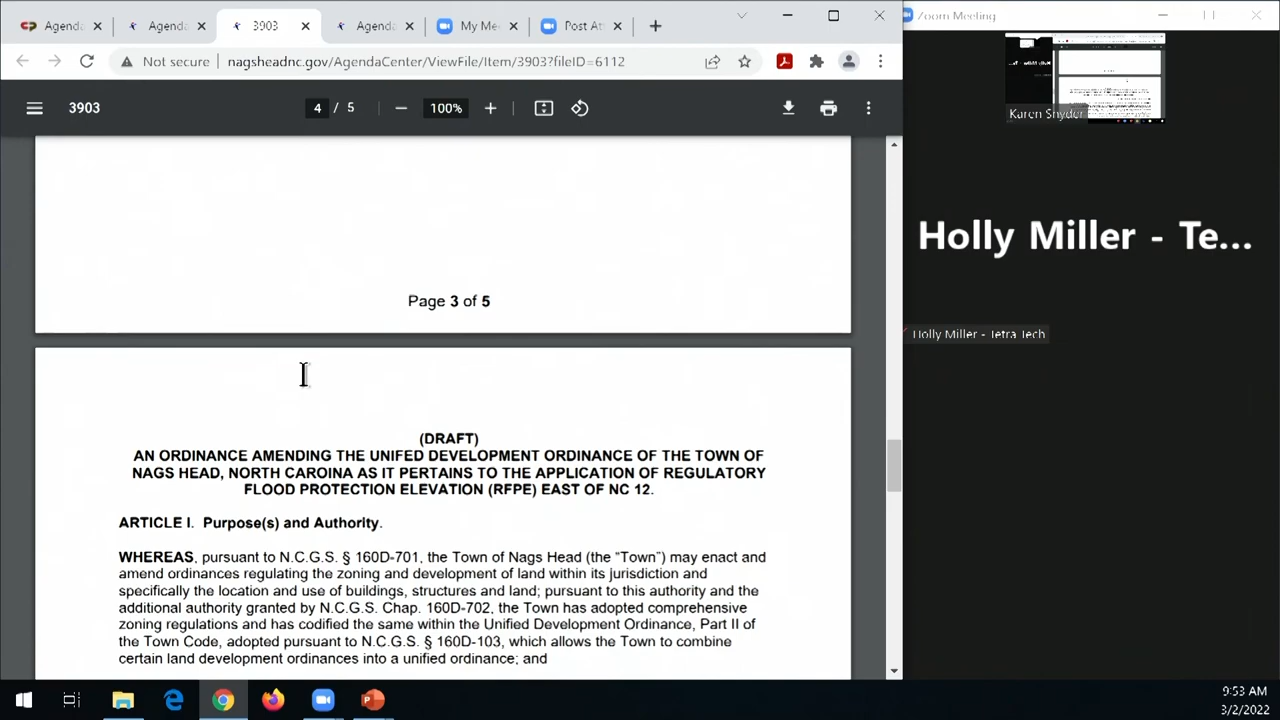 Agenda
Agenda
3903
Agenda
My Me
Post Att
Not secure
nagsheadnc.gov
item/3903?fileID=6112
Zoom Meeting
3903
4 / 5
100%
Karen Snyder
Holly Miller - Te...
Holly Miller - Tetra Tech
Page 3 of 5
(DRAFT)
AN ORDINANCE AMENDING THE UNIFED DEVELOPMENT ORDINANCE OF THE TOWN OF
NAGS HEAD, NORTH CAROINA AS IT PERTAINS TO THE APPLICATION OF REGULATORY
FLOOD PROTECTION ELEVATION (RFPE) EAST OF NC 12.
ARTICLE I. Purpose(s) and Authority.
WHEREAS, pursuant to N.C.G.S. § 160D-701, the Town of Nags Head (the “Town”) may enact and
amend ordinances regulating the zoning and development of land within its jurisdiction and
specifically the location and use of buildings, structures and land; pursuant to this authority and the
additional authority granted by N.C.G.S. Chap. 160D-702, the Town has adopted comprehensive
zoning regulations and has codified the same within the Unified Development Ordinance, Part II of
the Town Code, adopted pursuant to N.C.G.S. § 160D-103, which allows the Town to combine
certain land development ordinances into a unified ordinance; and
9:53 AM
3/2/2022